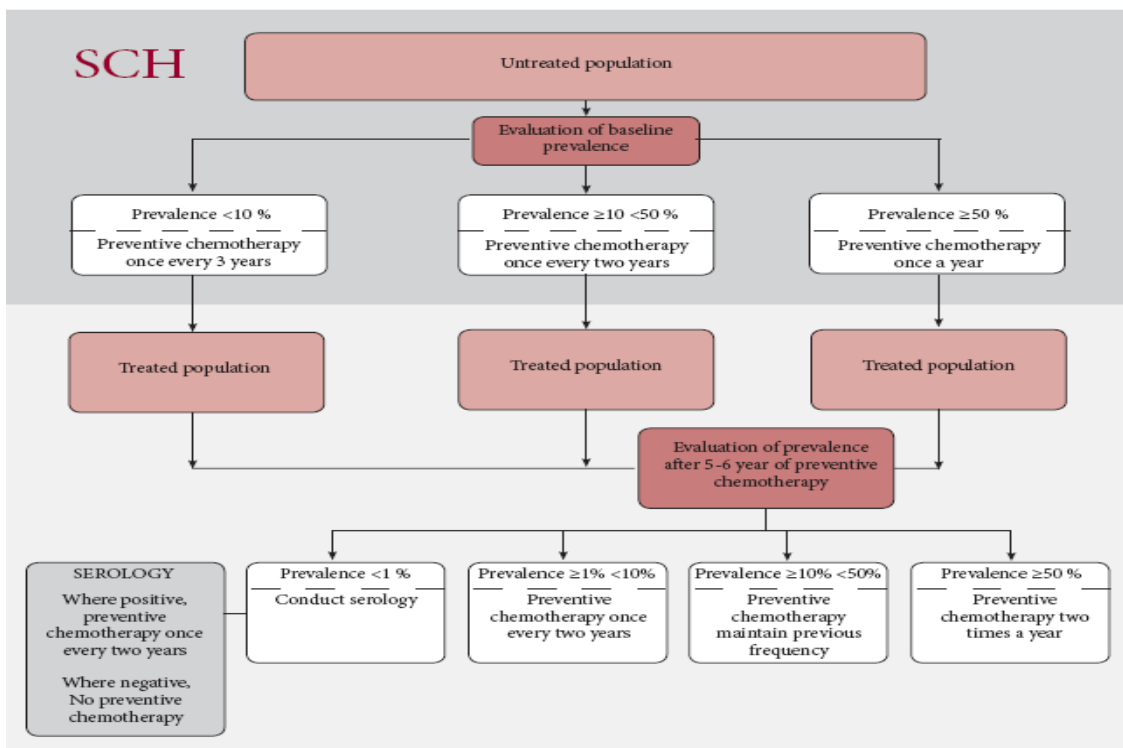 SCH
Untreated population
Evaluation of baseline
prevalence
Prevalence <10 %
Preventive chemotherapy
once every 3 years
Prevalence ≥10 <50 %
Preventive chemotherapy
once every two years
Prevalence ≥50 %
Preventive chemotherapy
once a year
Treated population
Treated population
Treated population
Evaluation of prevalence
after 5-6 year of preventive
chemotherapy
SEROLOGY
Where positive,
preventive
chemotherapy once
every two years
Where negative,
No preventive
chemotherapy
Prevalence <1 %
Conduct serology
Prevalence ≥1% <10%
Preventive
chemotherapy once
every two years
Prevalence ≥10% <50%
Preventive
chemotherapy
maintain previous
frequency
Prevalence ≥50 %
Preventive
chemotherapy two
times a year